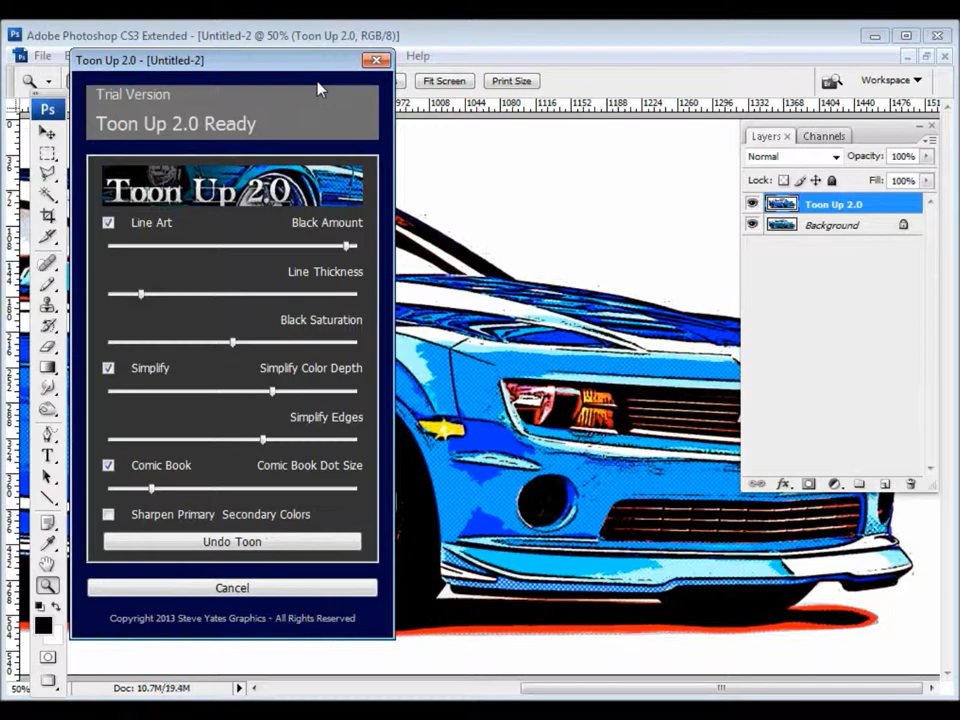 Adobe Photoshop CS3 Extended - [Untitled-2 @ 50% (Toon Up 2.0, RGB/8)]
File
Help
Toon Up 2.0 - [Untitled-2]
Fit Screen
Print Size
Workspace
972 1008 1044 1080 1116 1152 1188 1224 1260 1296 1332 1368 1404 1440 1476
Ps
Trial Version
Toon Up 2.0 Ready
Toon Up 2.0
Line Art
Black Amount
Line Thickness
Black Saturation
Simplify
Simplify Color Depth
Simplify Edges
Comic Book
Comic Book Dot Size
Sharpen Primary Secondary Colors
Undo Toon
Cancel
Copyright 2013 Steve Yates Graphics - All Rights Reserved
Layers
Channels
Normal
Opacity: 100%
Lock:
Fill: 100%
Toon Up 2.0
Background
50%
Doc: 10.7M/19.4M